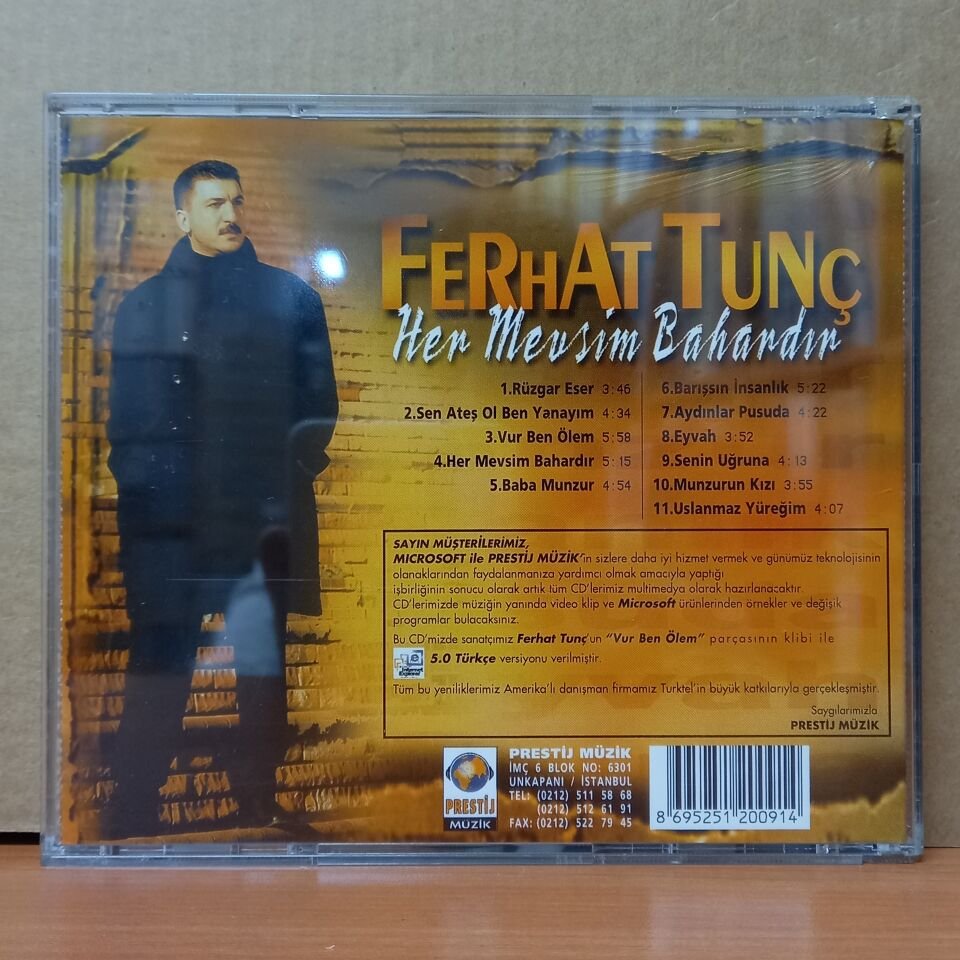 FERHAT TUNÇ
Her Mevsim Bahardır
1.Rüzgar Eser 3:46
2.Sen Ateş Ol Ben Yanayım 4:34
3.Vur Ben Ölem 5:58
4.Her Mevsim Bahardır 5:15
5.Baba Munzur 4:54
6.Barışsın İnsanlık 5:22
7.Aydınlar Pusuda 4:22
8.Eyvah 3:52
9.Senin Uğruna 4:13
10.Munzurun Kızı 3:55
11.Uslanmaz Yüreğim 4:07
SAYIN MÜŞTERİLERİMİZ,
MICROSOFT ile PRESTİJ MÜZİK'in sizlere daha iyi hizmet vermek ve günümüz teknolojisinin
olanaklarından faydalanmanıza yardımcı olmak amacıyla yaptığı
işbirliğinin sonucu olarak artık tüm CD'lerimiz multimedya olarak hazırlanacaktır.
CD'lerimizde müziğin yanında video klip ve Microsoft ürünlerinden örnekler ve değişik
programlar bulacaksınız.
Bu CD'mizde sanatçımız Ferhat Tunç'un "Vur Ben Ölem" parçasının klibi ile
5.0 Türkçe versiyonu verilmiştir.
Tüm bu yeniliklerimiz Amerika'lı danışman firmamız Turktel'in büyük katkılarıyla gerçekleşmiştir.
Saygılarımızla
PRESTİJ MÜZİK
PRESTİJ
MÜZİK
PRESTİJ MÜZİK
İMÇ 6 BLOK NO: 6301
UNKAPANI / İSTANBUL
TEL: (0212) 511 58 68
(0212) 512 61 91
FAX: (0212) 522 79 45
8 695251 200914